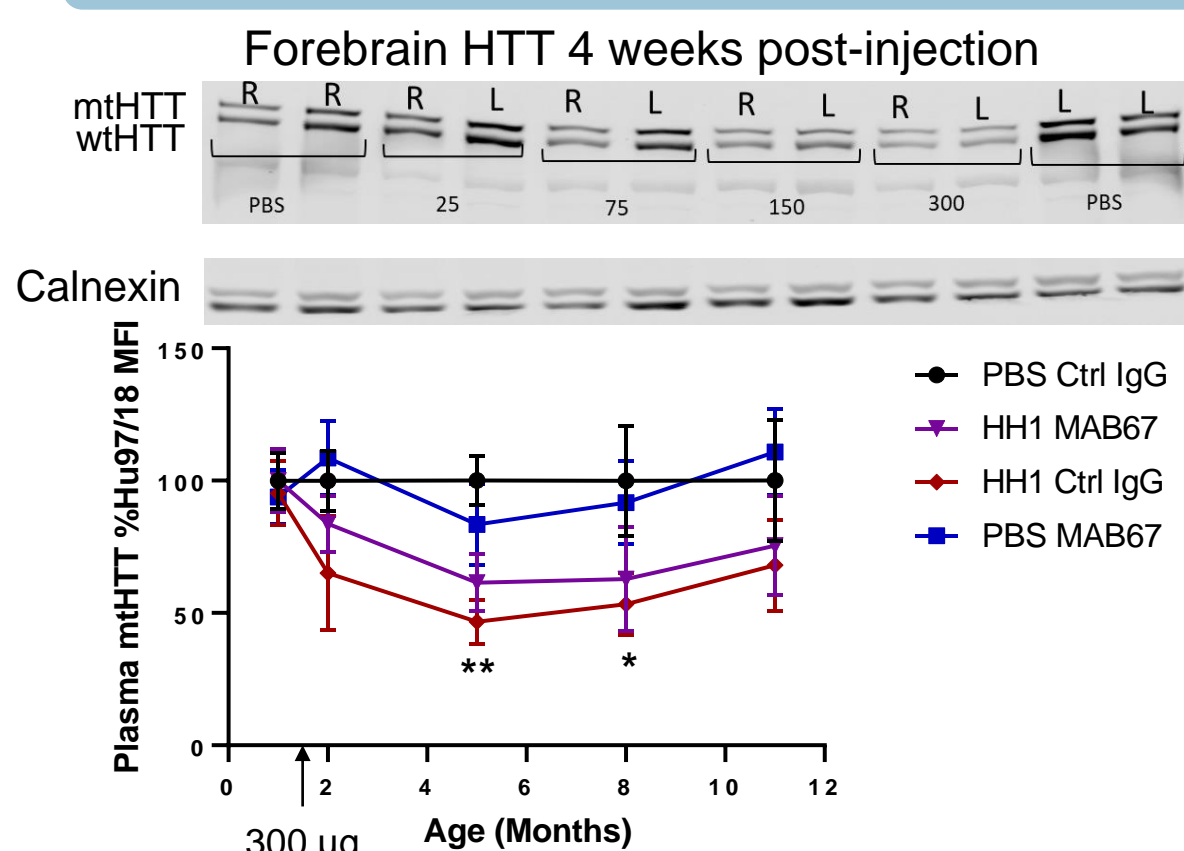 Forebrain HTT 4 weeks post-injection
mtHTT
wtHTT
R R R L R L R L R L L L
PBS 25 75 150 300 PBS
Calnexin
Plasma mtHTT %Hu97/18 MFI
150
100
50
0
** *
0 2 4 6 8 10 12
300 ug
Age (Months)
PBS Ctrl IgG
HH1 MAB67
HH1 Ctrl IgG
PBS MAB67